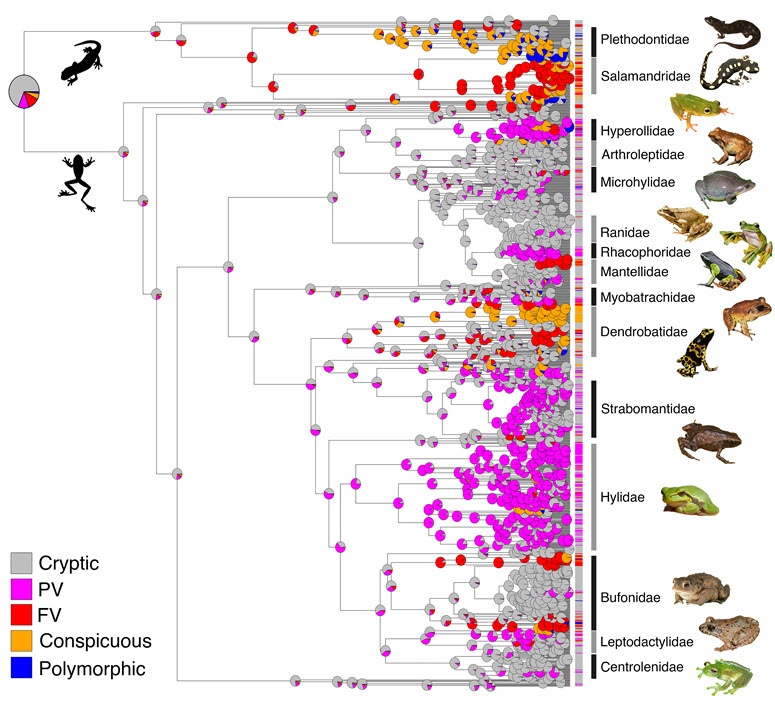 Plethodontidae
Salamandridae
Hyperollidae
Arthroleptidae
Microhylidae
Ranidae
Rhacophoridae
Mantellidae
Myobatrachidae
Dendrobatidae
Strabomantidae
Hylidae
Bufonidae
Leptodactylidae
Centrolenidae
Cryptic
PV
FV
Conspicuous
Polymorphic